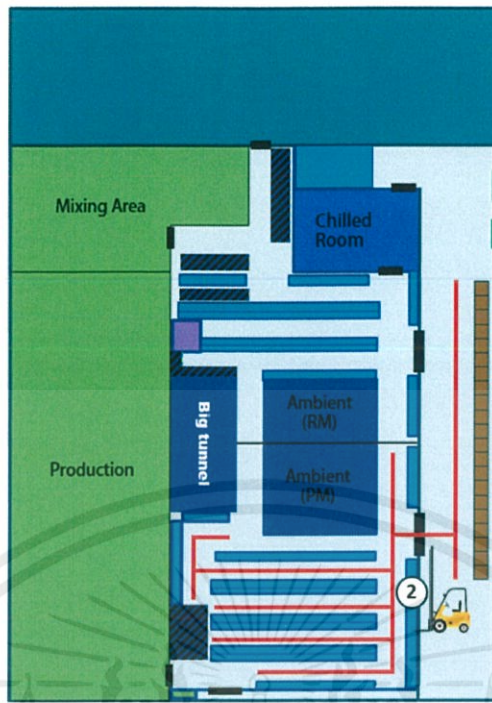 Mixing Area
Chilled
Room
Ambient
(RM)
Big tunnel
Ambient
(PM)
Production
2